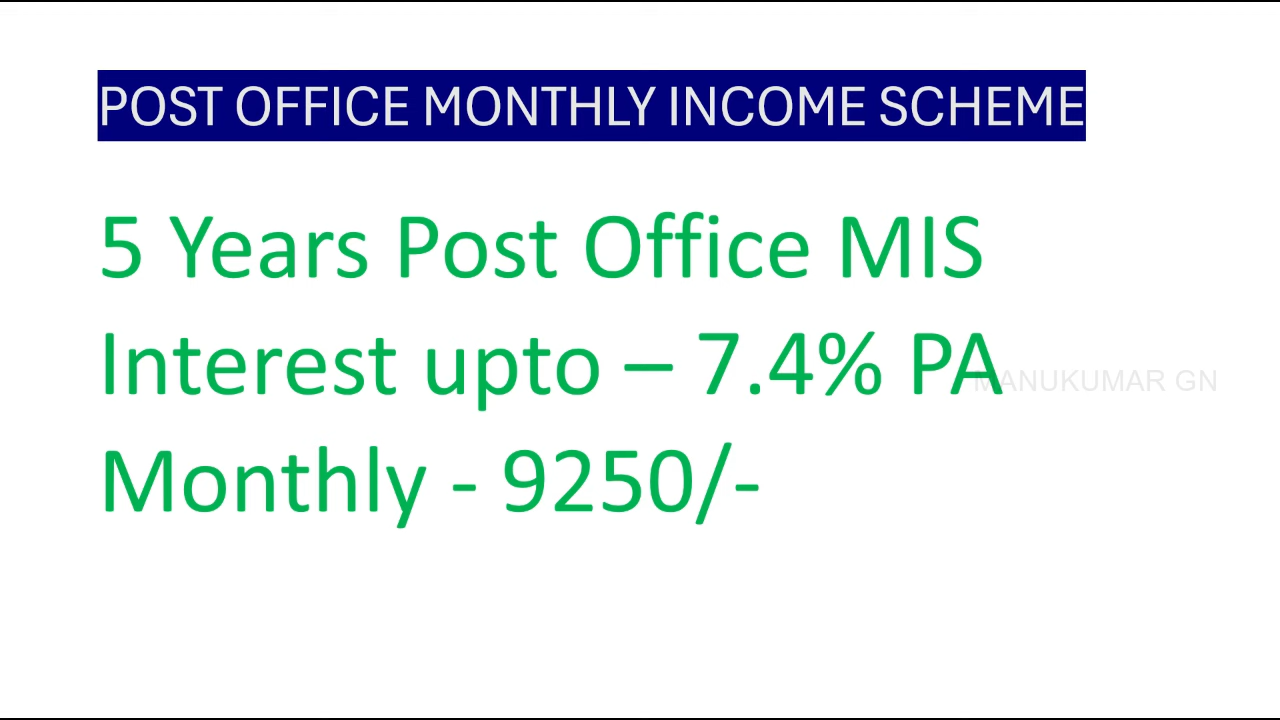 POST OFFICE MONTHLY INCOME SCHEME
5 Years Post Office MIS
Interest upto – 7.4% PA
MANUKUMAR GN
Monthly - 9250/-